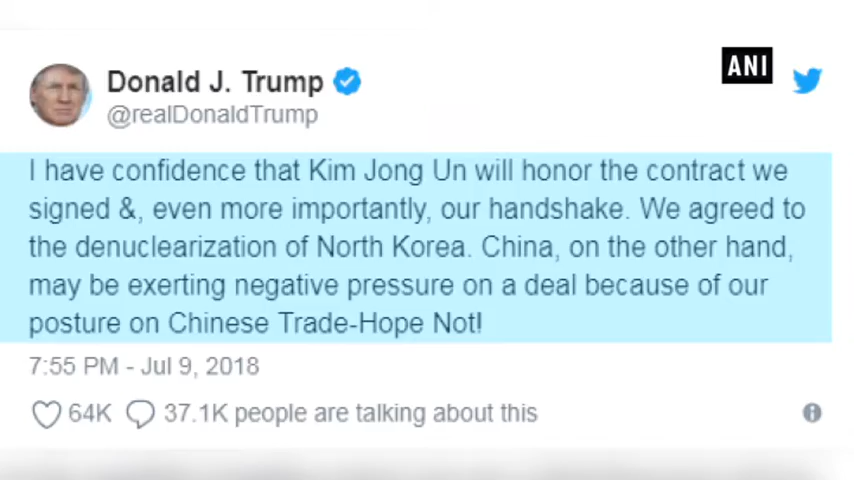 ANI
Donald J. Trump
@realDonaldTrump
I have confidence that Kim Jong Un will honor the contract we
signed &, even more importantly, our handshake. We agreed to
the denuclearization of North Korea. China, on the other hand,
may be exerting negative pressure on a deal because of our
posture on Chinese Trade-Hope Not!
7:55 PM - Jul 9, 2018
64K 37.1K people are talking about this